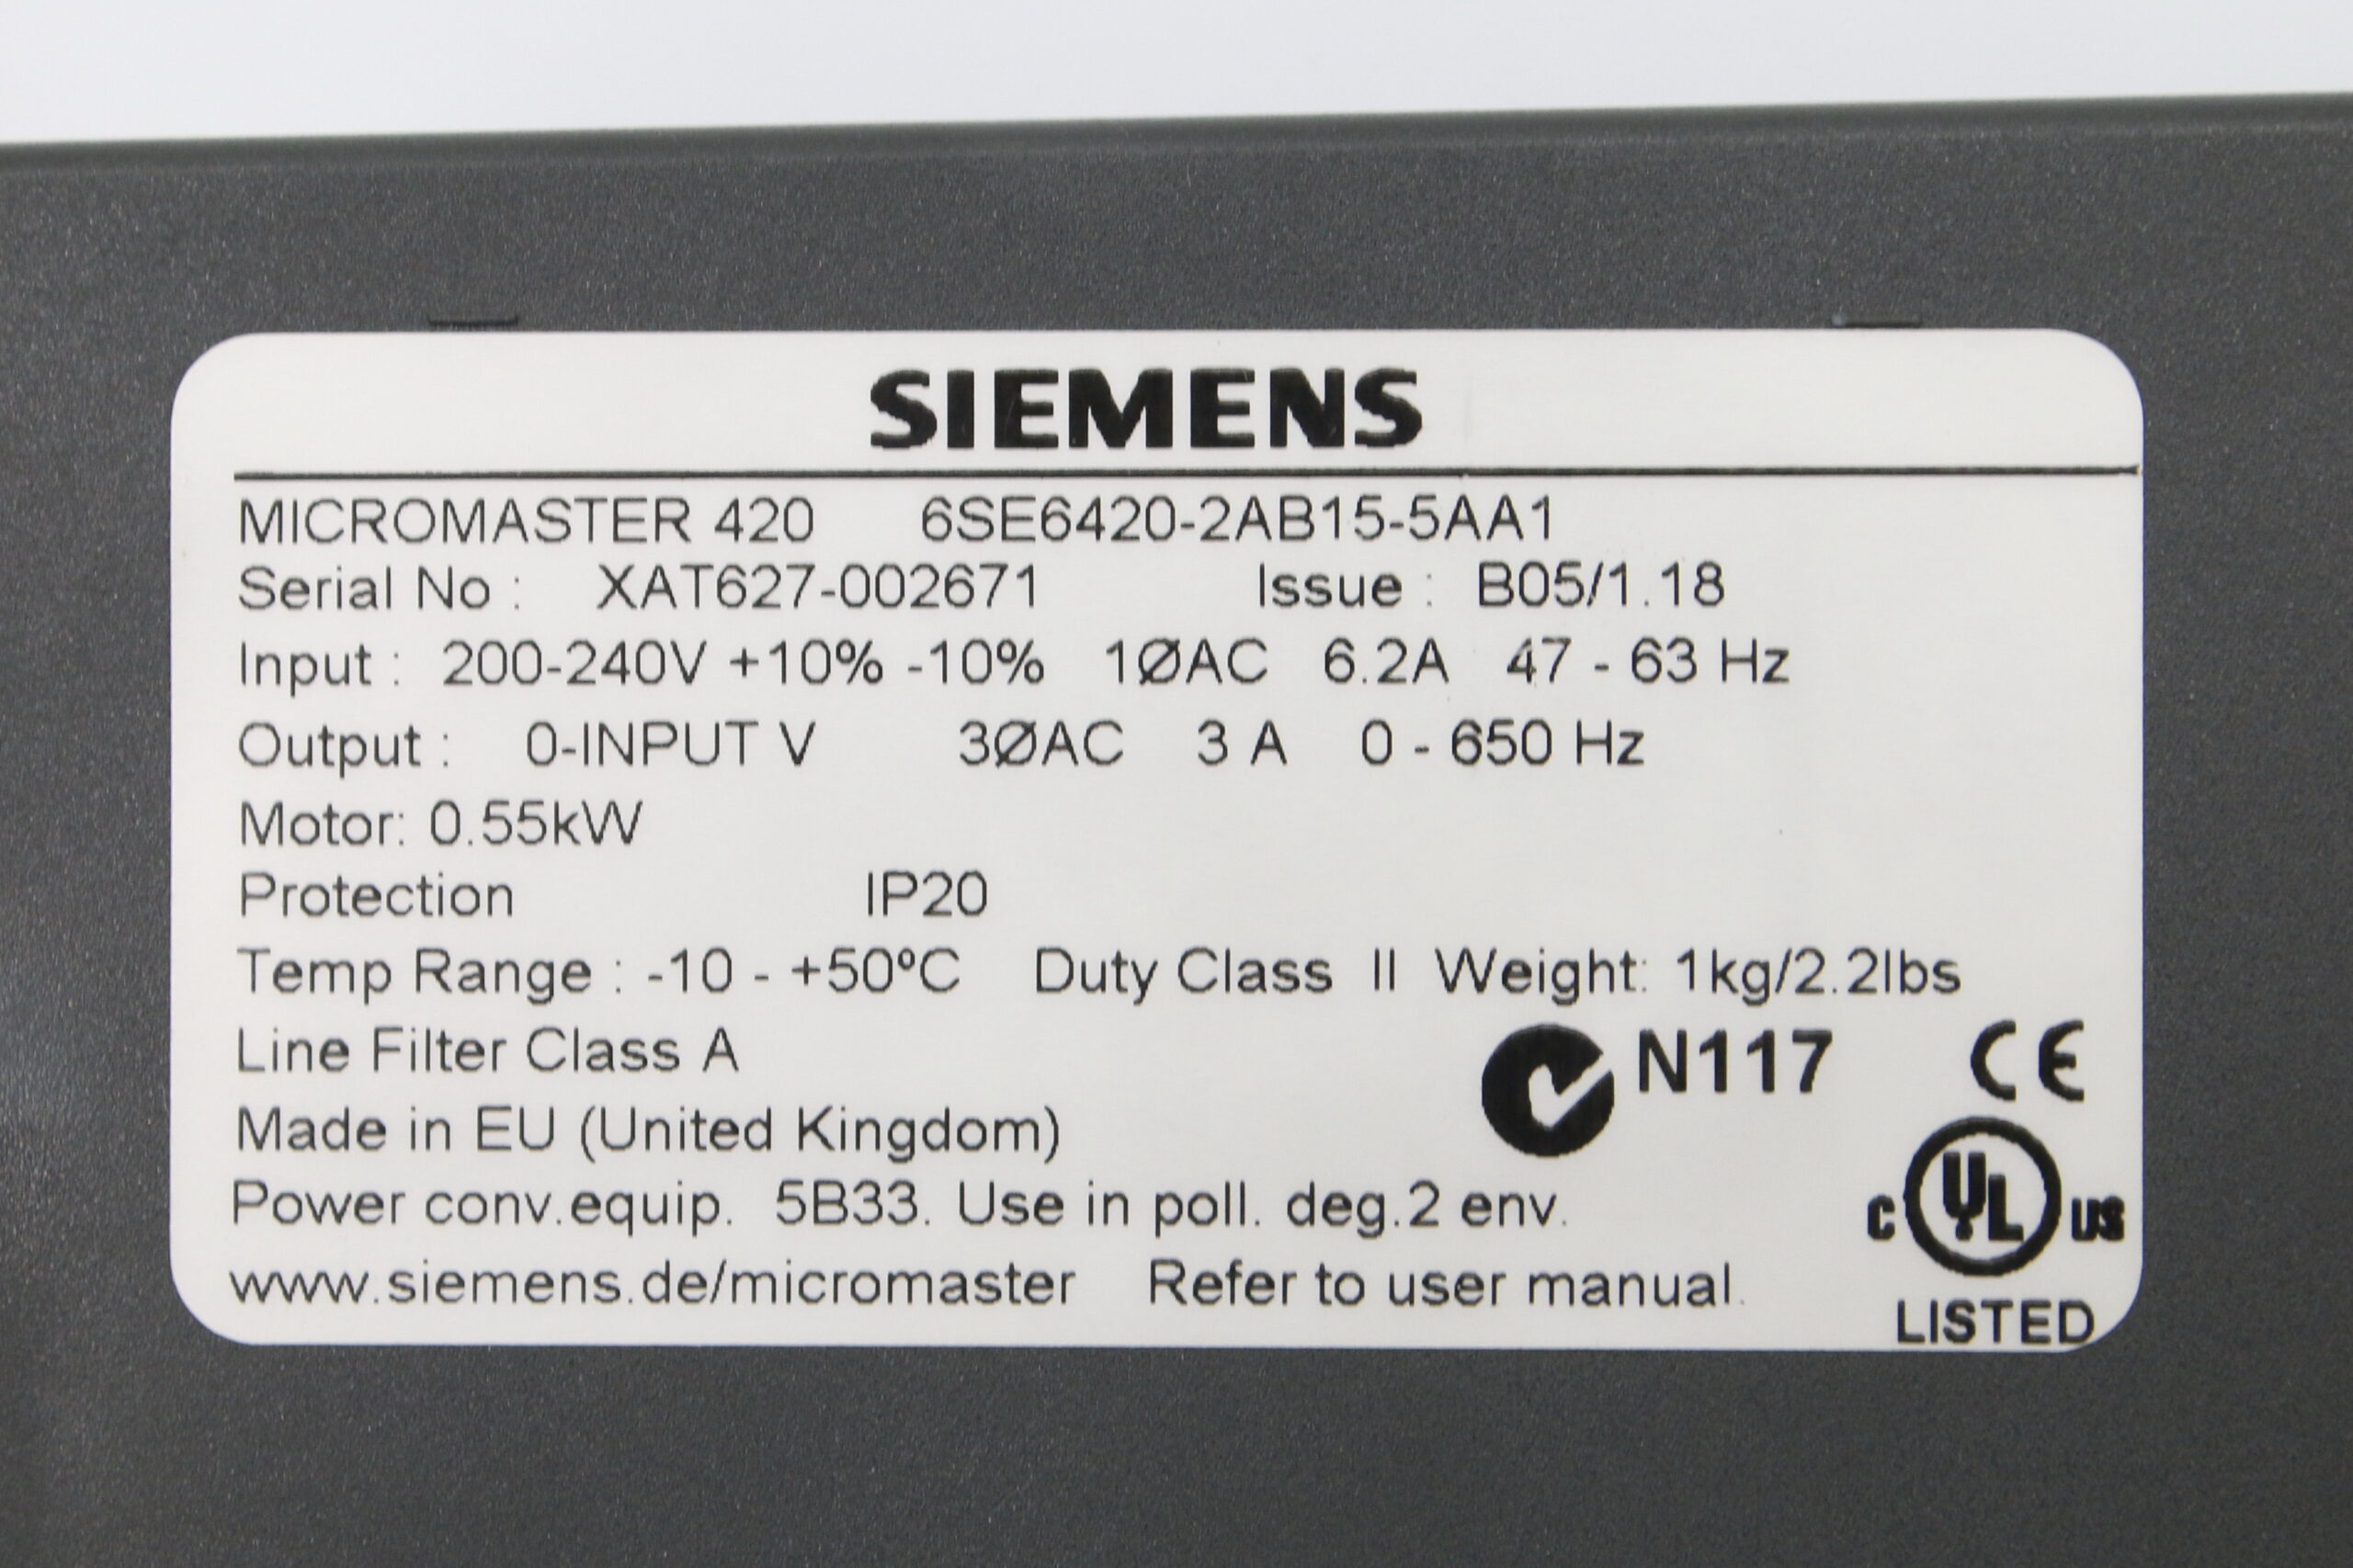 SIEMENS
MICROMASTER 420 6SE6420-2AB15-5AA1
Serial No : XAT627-002671 Issue : B05/1.18
Input : 200-240V +10% -10% 1ØAC 6.2A 47 - 63 Hz
Output : 0-INPUT V 3ØAC 3 A 0 - 650 Hz
Motor: 0.55kW
Protection IP20
Temp Range : -10 - +50ºC Duty Class II Weight: 1kg/2.2lbs
Line Filter Class A N117 CE
Made in EU (United Kingdom)
Power conv.equip. 5B33. Use in poll. deg.2 env. C UL US
www.siemens.de/micromaster Refer to user manual.
LISTED